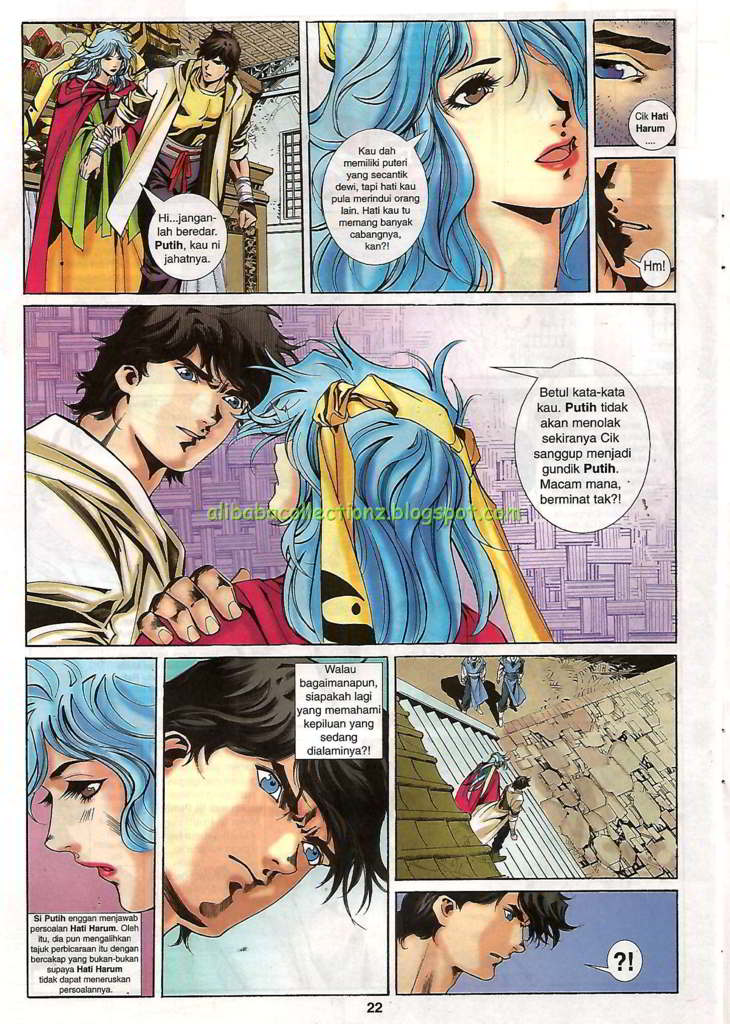 Hi...jangan-
lah beredar.
Putih, kau ni
jahatnya.
Kau dah
memiliki puteri
yang secantik
dewi, tapi hati kau
pula merindui orang
lain. Hati kau tu
memang banyak
cabangnya,
kan?!
Cik Hati
Harum
....
Hm!
Betul kata-kata
kau. Putih tidak
akan menolak
sekiranya Cik
sanggup menjadi
gundik Putih.
Macam mana,
berminat tak?!
alibabacollectionz.blogspot.com
Si Putih enggan menjawab
persoalan Hati Harum. Oleh
itu, dia pun mengalihkan
tajuk perbicaraan itu dengan
bercakap yang bukan-bukan
supaya Hati Harum
tidak dapat meneruskan
persoalannya.
Walau
bagaimanapun,
siapakah lagi
yang memahami
kepiluan yang
sedang
dialaminya?!
?!
22